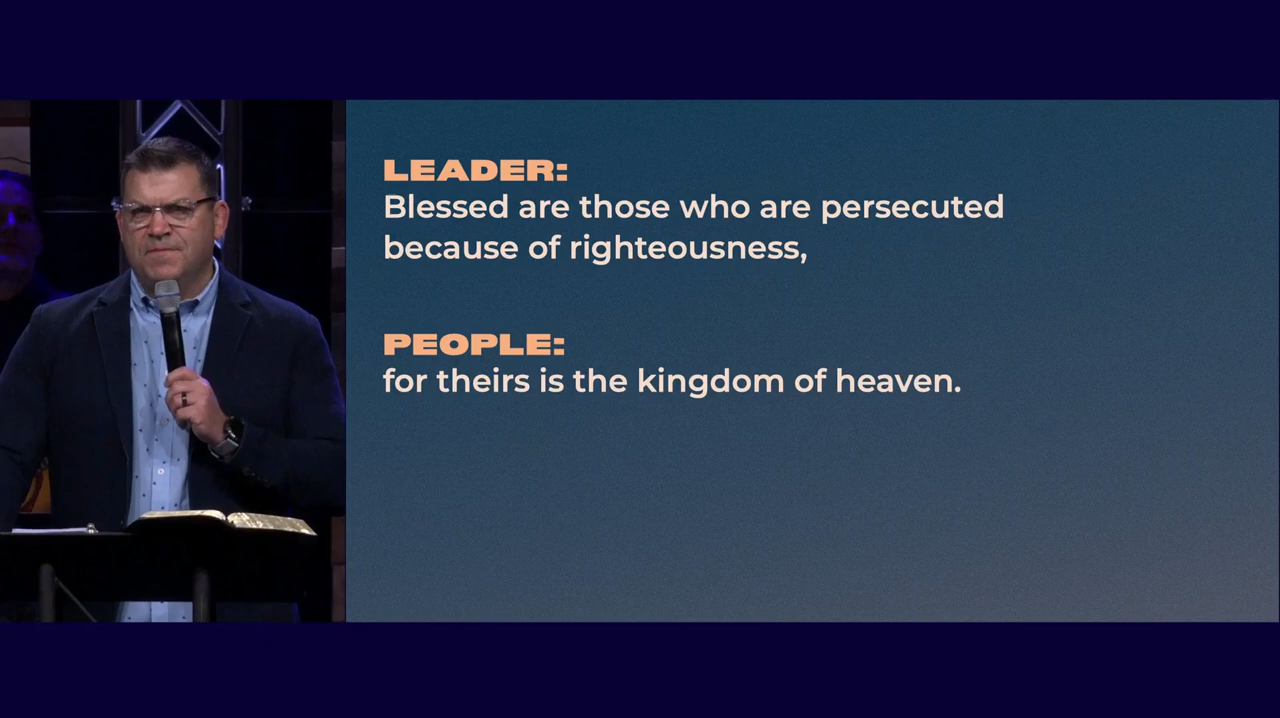 LEADER:
Blessed are those who are persecuted
because of righteousness,
PEOPLE:
for theirs is the kingdom of heaven.